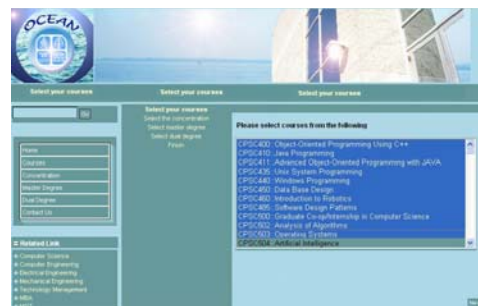 OCEAN
Select your courses
Select your courses
Select your courses
Go
Home
Courses
Concentration
Master Degree
Dual Degree
Contact Us
Related Link
Computer Science
Computer Engineering
Electrical Engineering
Mechanical Engineering
Technology Management
MBA
Select your courses
Select the concentration
Select master degree
Select dual degree
Finish
Please select courses from the following
CPSC400: Object-Oriented Programming Using C++
CPSC410: Java Programming
CPSC411: Advanced Object-Oriented Programming with JAVA
CPSC435: Unix System Programming
CPSC440: Windows Programming
CPSC450: Data Base Design
CPSC460: Introduction to Robotics
CPSC485: Software Design Patterns
CPSC500: Graduate Co-op/Internship in Computer Science
CPSC502: Analysis of Algorithms
CPSC503: Operating Systems
CPSC504: Artificial Intelligence